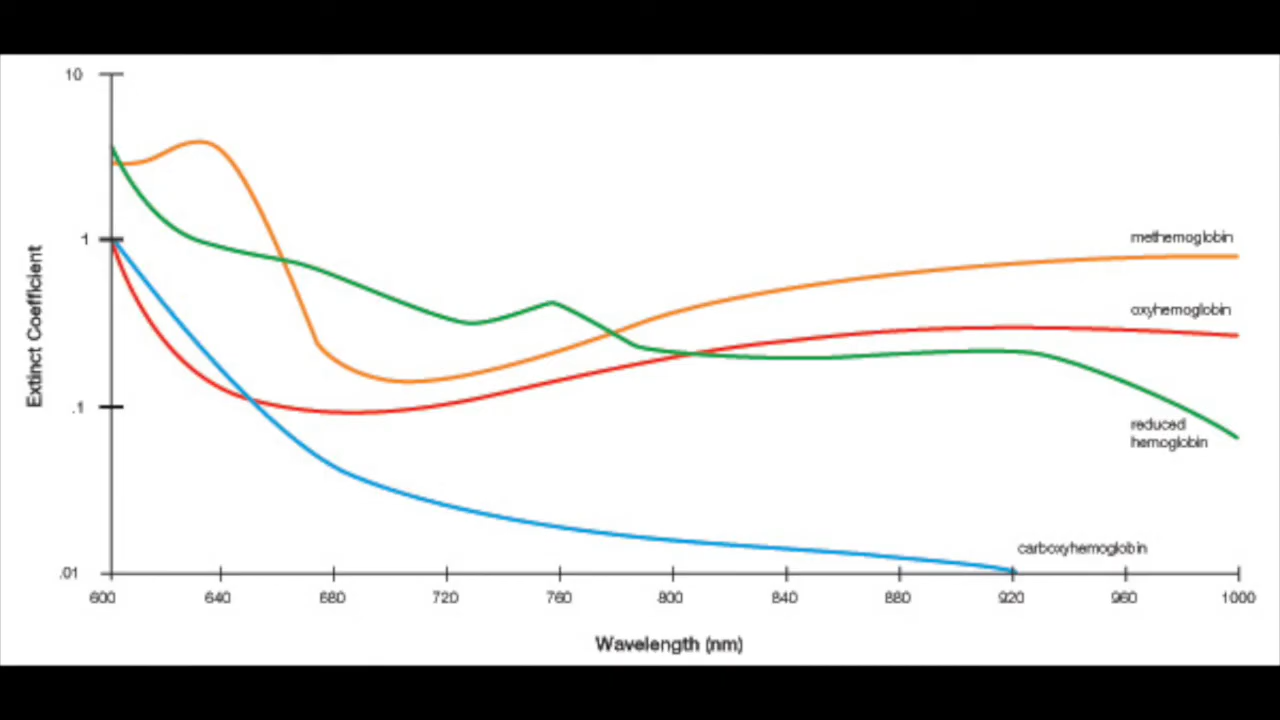 10
methemoglobin
1
oxyhemoglobin
Extinct Coefficient
.1
reduced
hemoglobin
carboxyhemoglobin
.01
600 640 680 720 760 800 840 880 920 960 1000
Wavelength (nm)